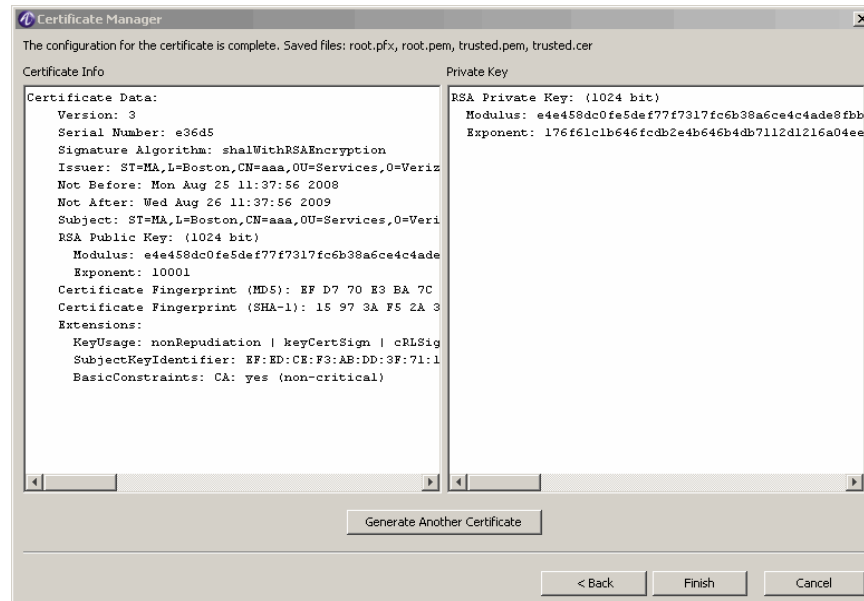 Certificate Manager
The configuration for the certificate is complete. Saved files: root.pfx, root.pem, trusted.pem, trusted.cer
Certificate Info
Certificate Data:
Version: 3
Serial Number: e36d5
Signature Algorithm: sha1WithRSAEncryption
Issuer: ST=MA,L=Boston,CN=aaa,OU=Services,O=Veriz
Not Before: Mon Aug 25 11:37:56 2008
Not After: Wed Aug 26 11:37:56 2009
Subject: ST=MA,L=Boston,CN=aaa,OU=Services,O=Veri
RSA Public Key: (1024 bit)
Modulus: e4e458dc0fe5def77f7317fc6b38a6ce4c4ade
Exponent: 10001
Certificate Fingerprint (MD5): EF D7 70 E3 BA 7C
Certificate Fingerprint (SHA-1): 15 97 3A F5 2A 3
Extensions:
KeyUsage: nonRepudiation | keyCertSign | cRLSig
SubjectKeyIdentifier: EF:ED:CE:F3:AB:DD:3F:71:1
BasicConstraints: CA: yes (non-critical)
Private Key
RSA Private Key: (1024 bit)
Modulus: e4e458dc0fe5def77f7317fc6b38a6ce4c4ade8fbb
Exponent: 176f61c1b646fcdb2e4b646b4db7112d1216a04ee
Generate Another Certificate
< Back
Finish
Cancel